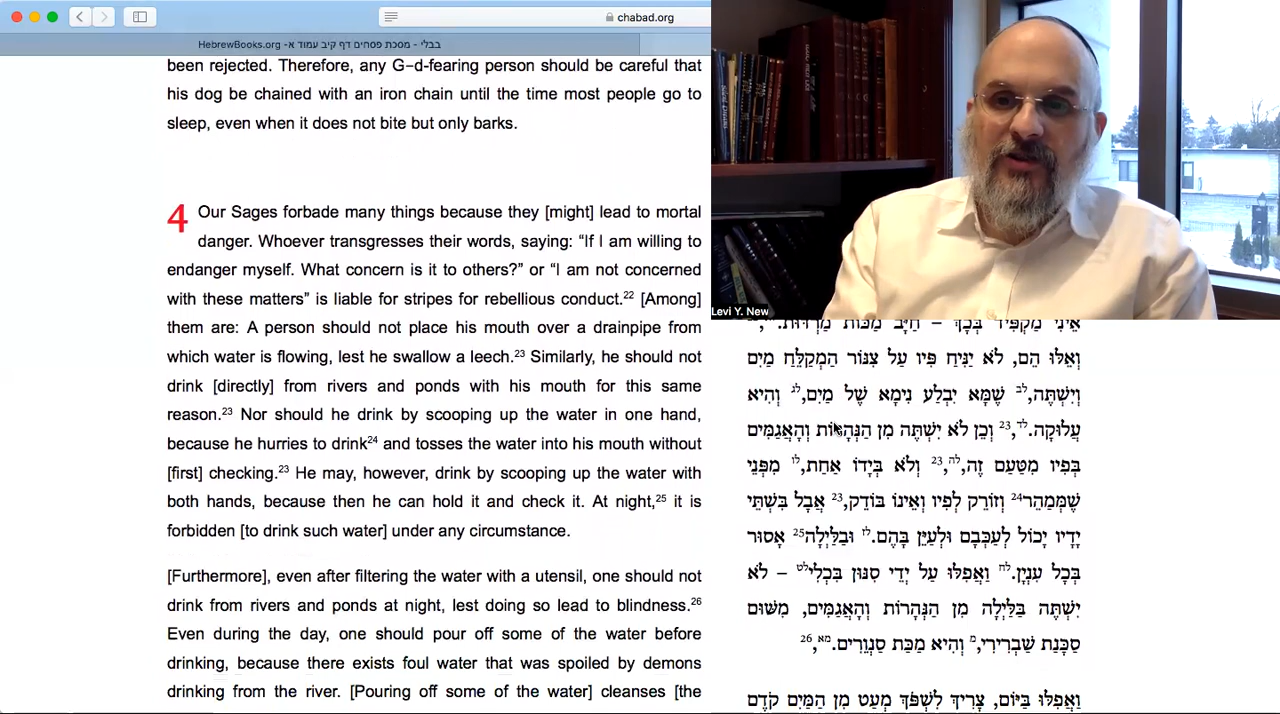 chabad.org
HebrewBooks.org - בבלי - מסכת פסחים דף קיב עמוד א
been rejected. Therefore, any G–d-fearing person should be careful that
his dog be chained with an iron chain until the time most people go to
sleep, even when it does not bite but only barks.
4 Our Sages forbade many things because they [might] lead to mortal
danger. Whoever transgresses their words, saying: “If I am willing to
endanger myself. What concern is it to others?” or “I am not concerned
with these matters” is liable for stripes for rebellious conduct.22 [Among]
them are: A person should not place his mouth over a drainpipe from
which water is flowing, lest he swallow a leech.23 Similarly, he should not
drink [directly] from rivers and ponds with his mouth for this same
reason.23 Nor should he drink by scooping up the water in one hand,
because he hurries to drink24 and tosses the water into his mouth without
[first] checking.23 He may, however, drink by scooping up the water with
both hands, because then he can hold it and check it. At night,25 it is
forbidden [to drink such water] under any circumstance.
[Furthermore], even after filtering the water with a utensil, one should not
drink from rivers and ponds at night, lest doing so lead to blindness.26
Even during the day, one should pour off some of the water before
drinking, because there exists foul water that was spoiled by demons
drinking from the river. [Pouring off some of the water] cleanses [the
Levi Y. New
אֵינִי מַקְפִּיד בְּכָךְ – חַיָּב מַכּוֹת מַרְדּוּת.
וְאֵלּוּ הֵם, לֹא יַנִּיחַ פִּיו עַל צִנּוֹר הַמְקַלֵּחַ מַיִם
וְיִשְׁתֶּה,לב שֶׁמָּא יִבְלַע נִימָא שֶׁל מַיִם,לג וְהִיא
עֲלוּקָה.לד,23 וְכֵן לֹא יִשְׁתֶּה מִן הַנְּהָרוֹת וְהָאֲגַמִּים
בְּפִיו מִטַּעַם זֶה,לה,23 וְלֹא בְּיָדוֹ אַחַת,לו מִפְּנֵי
שֶׁמְּמַהֵר24 וְזוֹרֵק לְפִיו וְאֵינוֹ בּוֹדֵק,23 אֲבָל בִּשְׁתֵּי
יָדָיו יָכוֹל לְעַכְּבָם וּלְעַיֵּן בָּהֶם.לז וּבַלַּיְלָה25 אָסוּר
בְּכָל עִנְיָן.לח וַאֲפִלּוּ עַל יְדֵי סִנּוּן בִּכְלִילט – לֹא
יִשְׁתֶּה בַּלַּיְלָה מִן הַנְּהָרוֹת וְהָאֲגַמִּים, מִשּׁוּם
סַכָּנַת שַׁבְרִירִי,מ וְהִיא מַכַּת סַנְוֵרִים.מא,26
וַאֲפִלּוּ בַּיּוֹם, צָרִיךְ לִשְׁפֹּךְ מְעַט מִן הַמַּיִם קֹדֶם